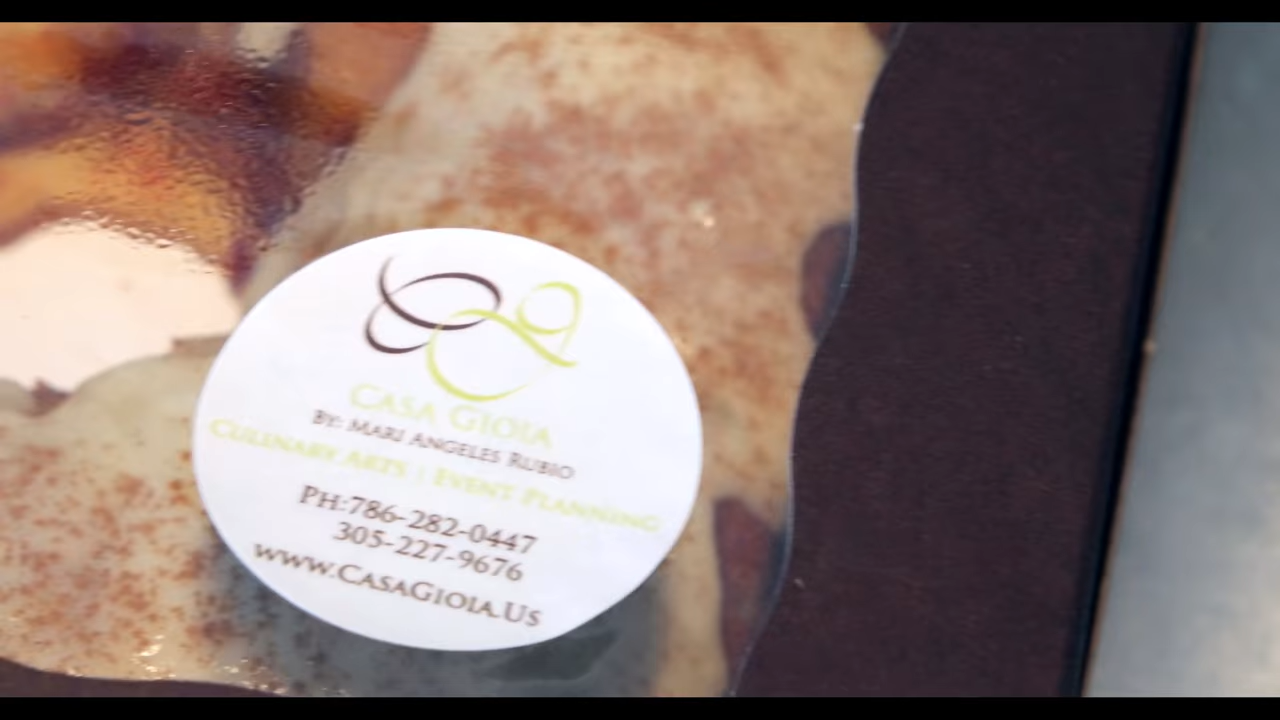 Casa Gioia
By: Mari Angeles Rubio
Culinary Arts | Event Planning
Ph:786-282-0447
305-227-9676
www.CasaGioia.Us